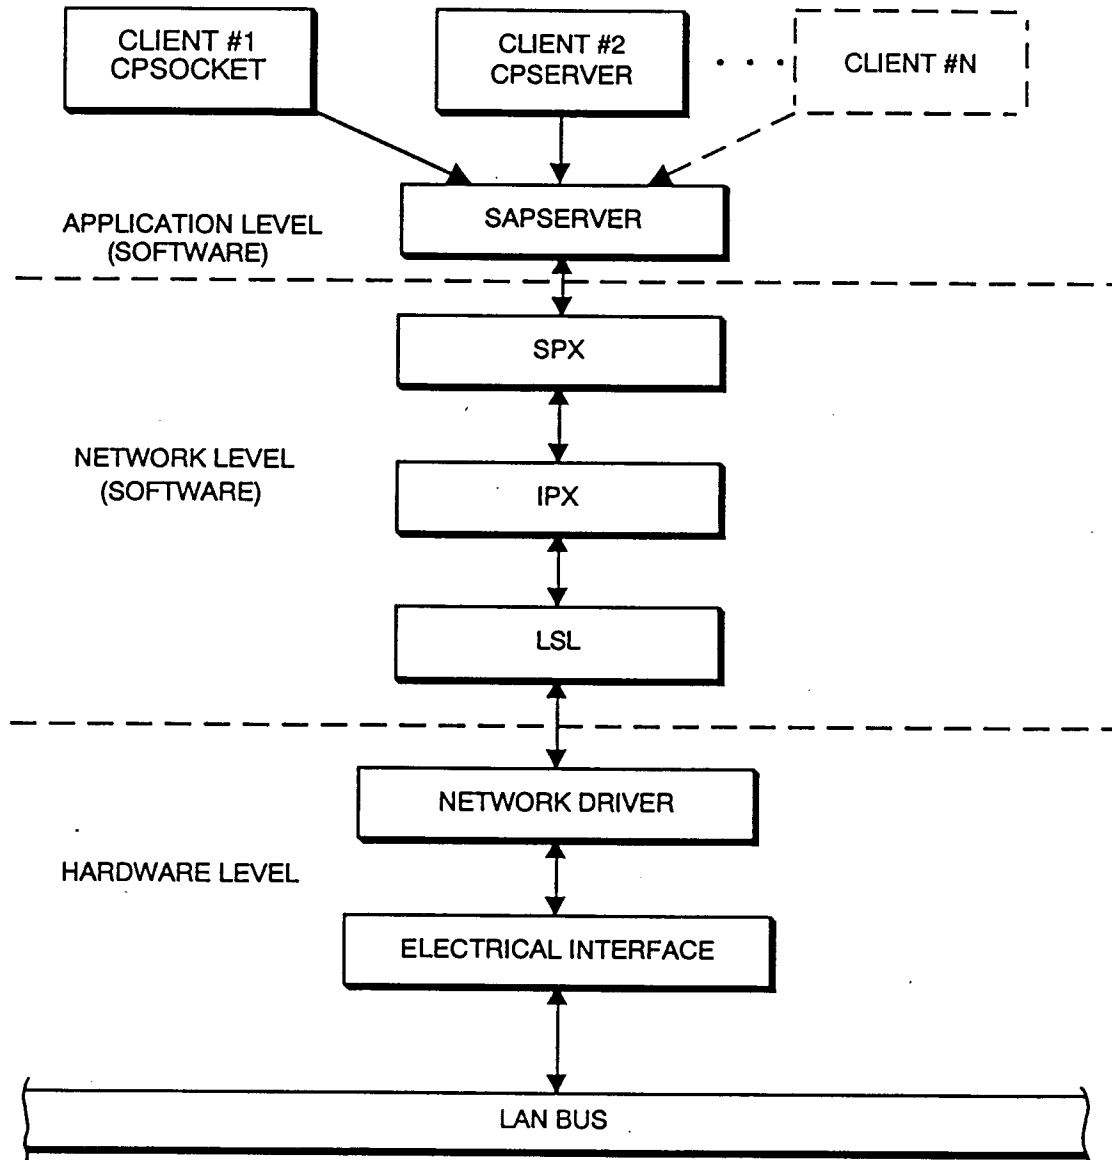 CLIENT #1
CPSOCKET
CLIENT #2
CPSERVER
CLIENT #N
SAPSERVER
APPLICATION LEVEL
(SOFTWARE)
SPX
NETWORK LEVEL
(SOFTWARE)
IPX
LSL
NETWORK DRIVER
HARDWARE LEVEL
ELECTRICAL INTERFACE
LAN BUS